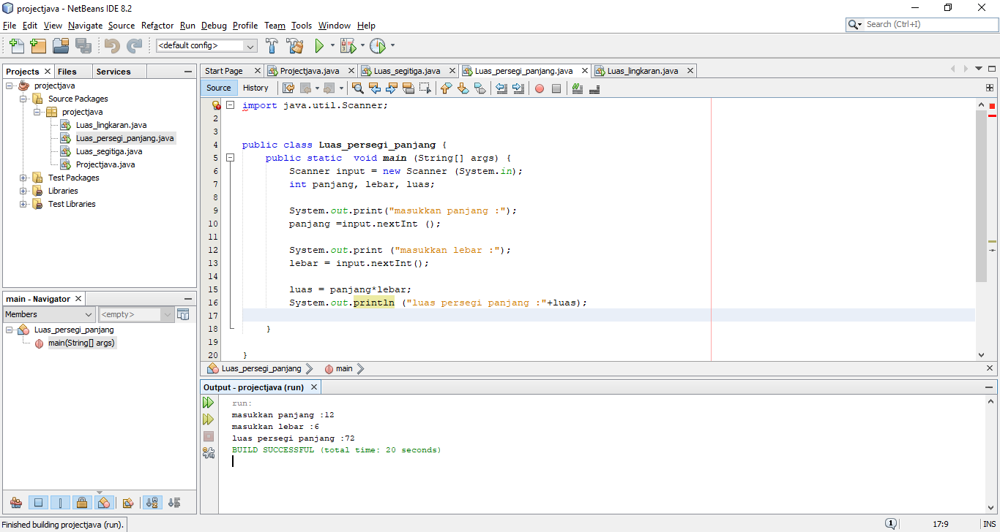 projectjava - NetBeans IDE 8.2
File Edit View Navigate Source Refactor Run Debug Profile Team Tools Window Help
Search (Ctrl+I)
<default config>
Projects Files Services
projectjava
Source Packages
projectjava
Luas_lingkaran.java
Luas_persegi_panjang.java
Luas_segitiga.java
Projectjava.java
Test Packages
Libraries
Test Libraries
main - Navigator
Members <empty>
Luas_persegi_panjang
main(String[] args)
Start Page Projectjava.java Luas_segitiga.java Luas_persegi_panjang.java Luas_lingkaran.java
Source History
import java.util.Scanner;
2
3
4 public class Luas_persegi_panjang {
5 public static  void main (String[] args) {
6 Scanner input = new Scanner (System.in);
7 int panjang, lebar, luas;
8
9 System.out.print("masukkan panjang :");
10 panjang =input.nextInt ();
11
12 System.out.print ("masukkan lebar :");
13 lebar = input.nextInt();
14
15 luas = panjang*lebar;
16 System.out.println ("luas persegi panjang :"+luas);
17
18 }
19
20 }
Luas_persegi_panjang main
Output - projectjava (run)
run:
masukkan panjang :12
masukkan lebar :6
luas persegi panjang :72
BUILD SUCCESSFUL (total time: 20 seconds)
Finished building projectjava (run).
1
17:9
INS